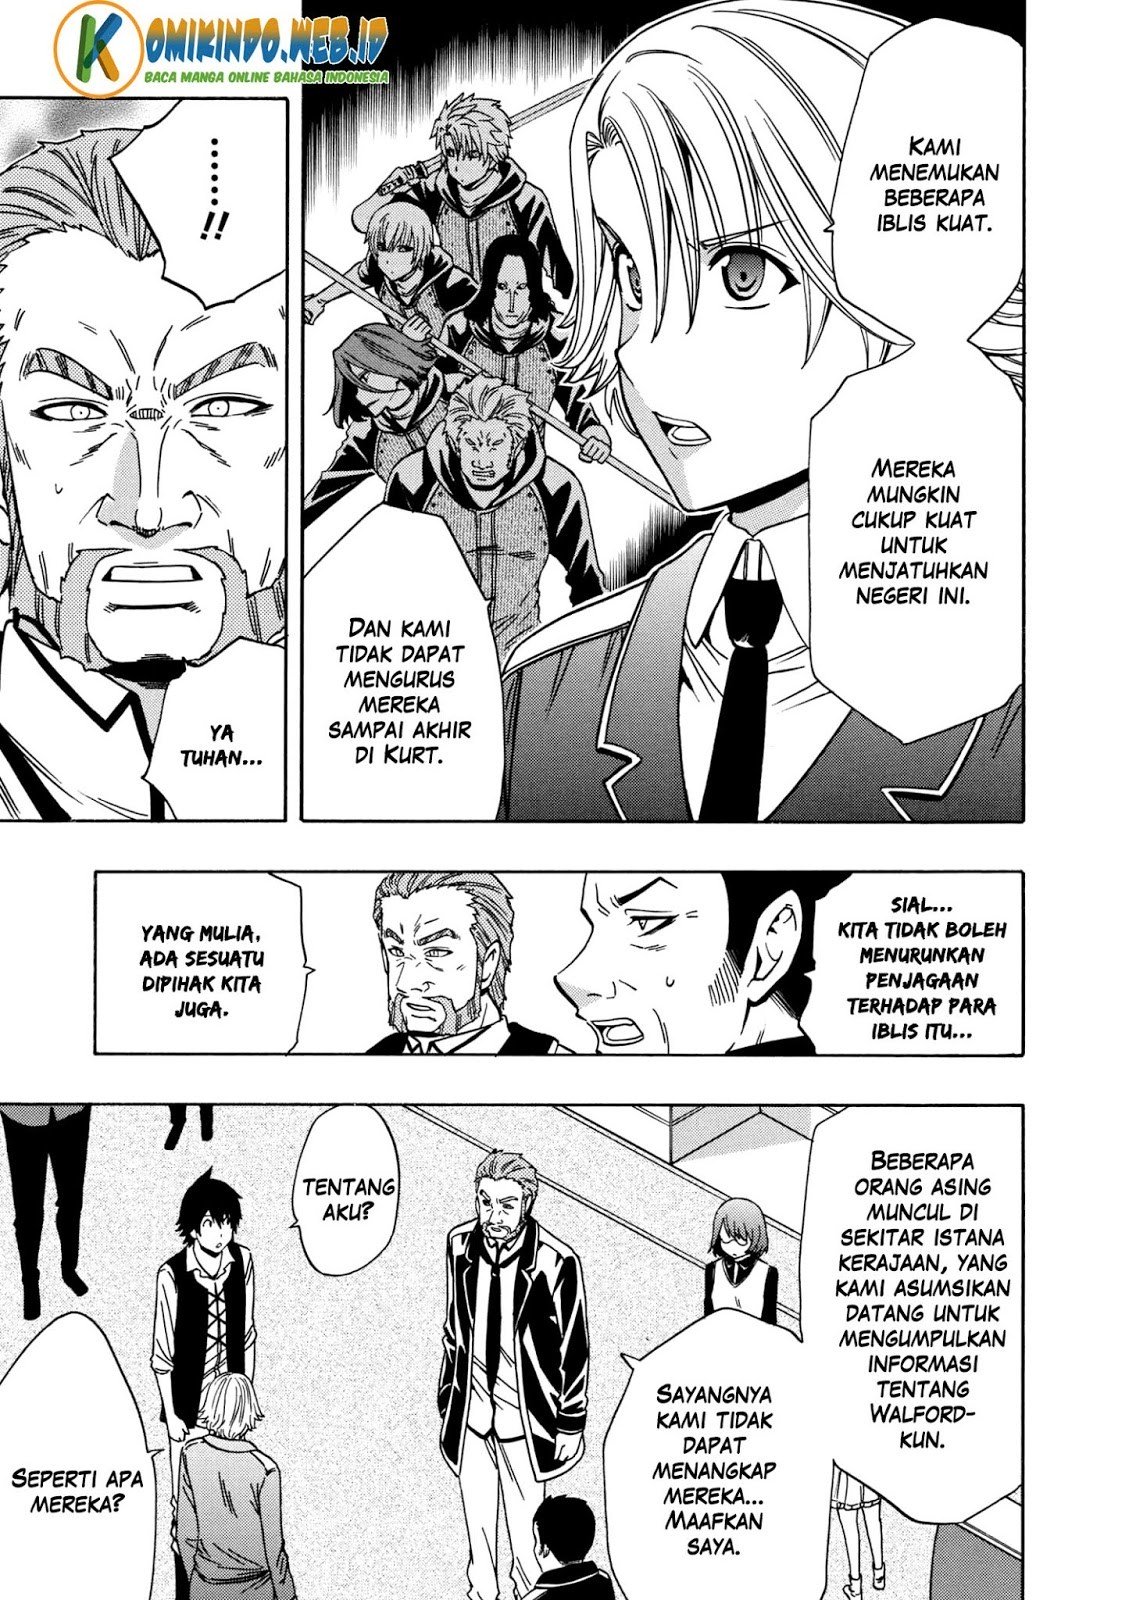 KOMIKINDO.WEB.ID
BACA MANGA ONLINE BAHASA INDONESIA
KAMI
MENEMUKAN
BEBERAPA
IBLIS KUAT.
MEREKA
MUNGKIN
CUKUP KUAT
UNTUK
MENJATUHKAN
NEGERI INI.
DAN KAMI
TIDAK DAPAT
MENGURUS
MEREKA
SAMPAI AKHIR
DI KURT.
......!!
YA
TUHAN...
SIAL...
KITA TIDAK BOLEH
MENURUNKAN
PENJAGAAN
TERHADAP PARA
IBLIS ITU...
YANG MULIA,
ADA SESUATU
DIPIHAK KITA
JUGA.
BEBERAPA
ORANG ASING
MUNCUL DI
SEKITAR ISTANA
KERAJAAN, YANG
KAMI ASUMSIKAN
DATANG UNTUK
MENGUMPULKAN
INFORMASI
TENTANG
WALFORD-
KUN.
SAYANGNYA
KAMI TIDAK
DAPAT
MENANGKAP
MEREKA...
MAAFKAN
SAYA.
TENTANG
AKU?
SEPERTI APA
MEREKA?